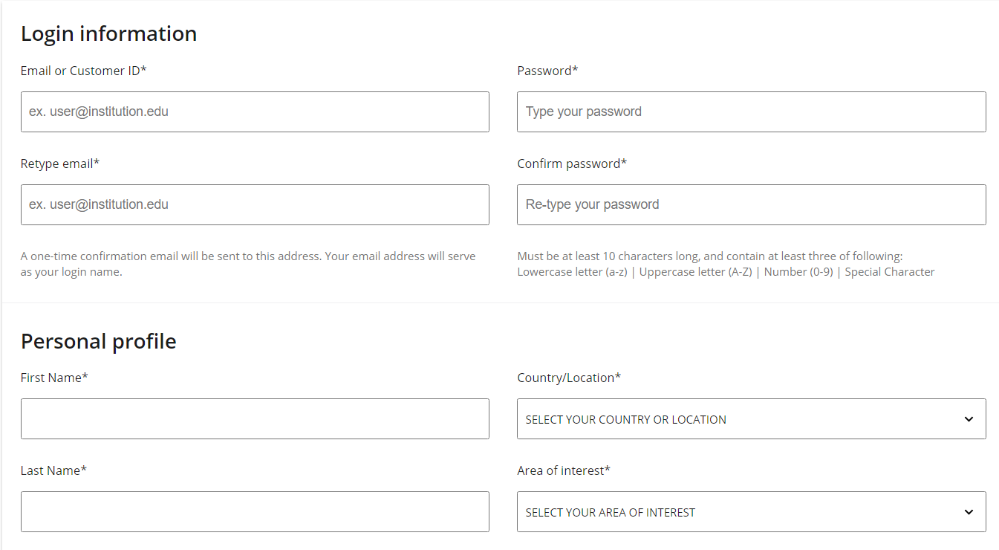 Login information
Email or Customer ID*
Password*
ex. user@institution.edu
Type your password
Retype email*
Confirm password*
ex. user@institution.edu
Re-type your password
A one-time confirmation email will be sent to this address. Your email address will serve
as your login name.
Must be at least 10 characters long, and contain at least three of following:
Lowercase letter (a-z) | Uppercase letter (A-Z) | Number (0-9) | Special Character
Personal profile
First Name*
Country/Location*
SELECT YOUR COUNTRY OR LOCATION
Last Name*
Area of interest*
SELECT YOUR AREA OF INTEREST